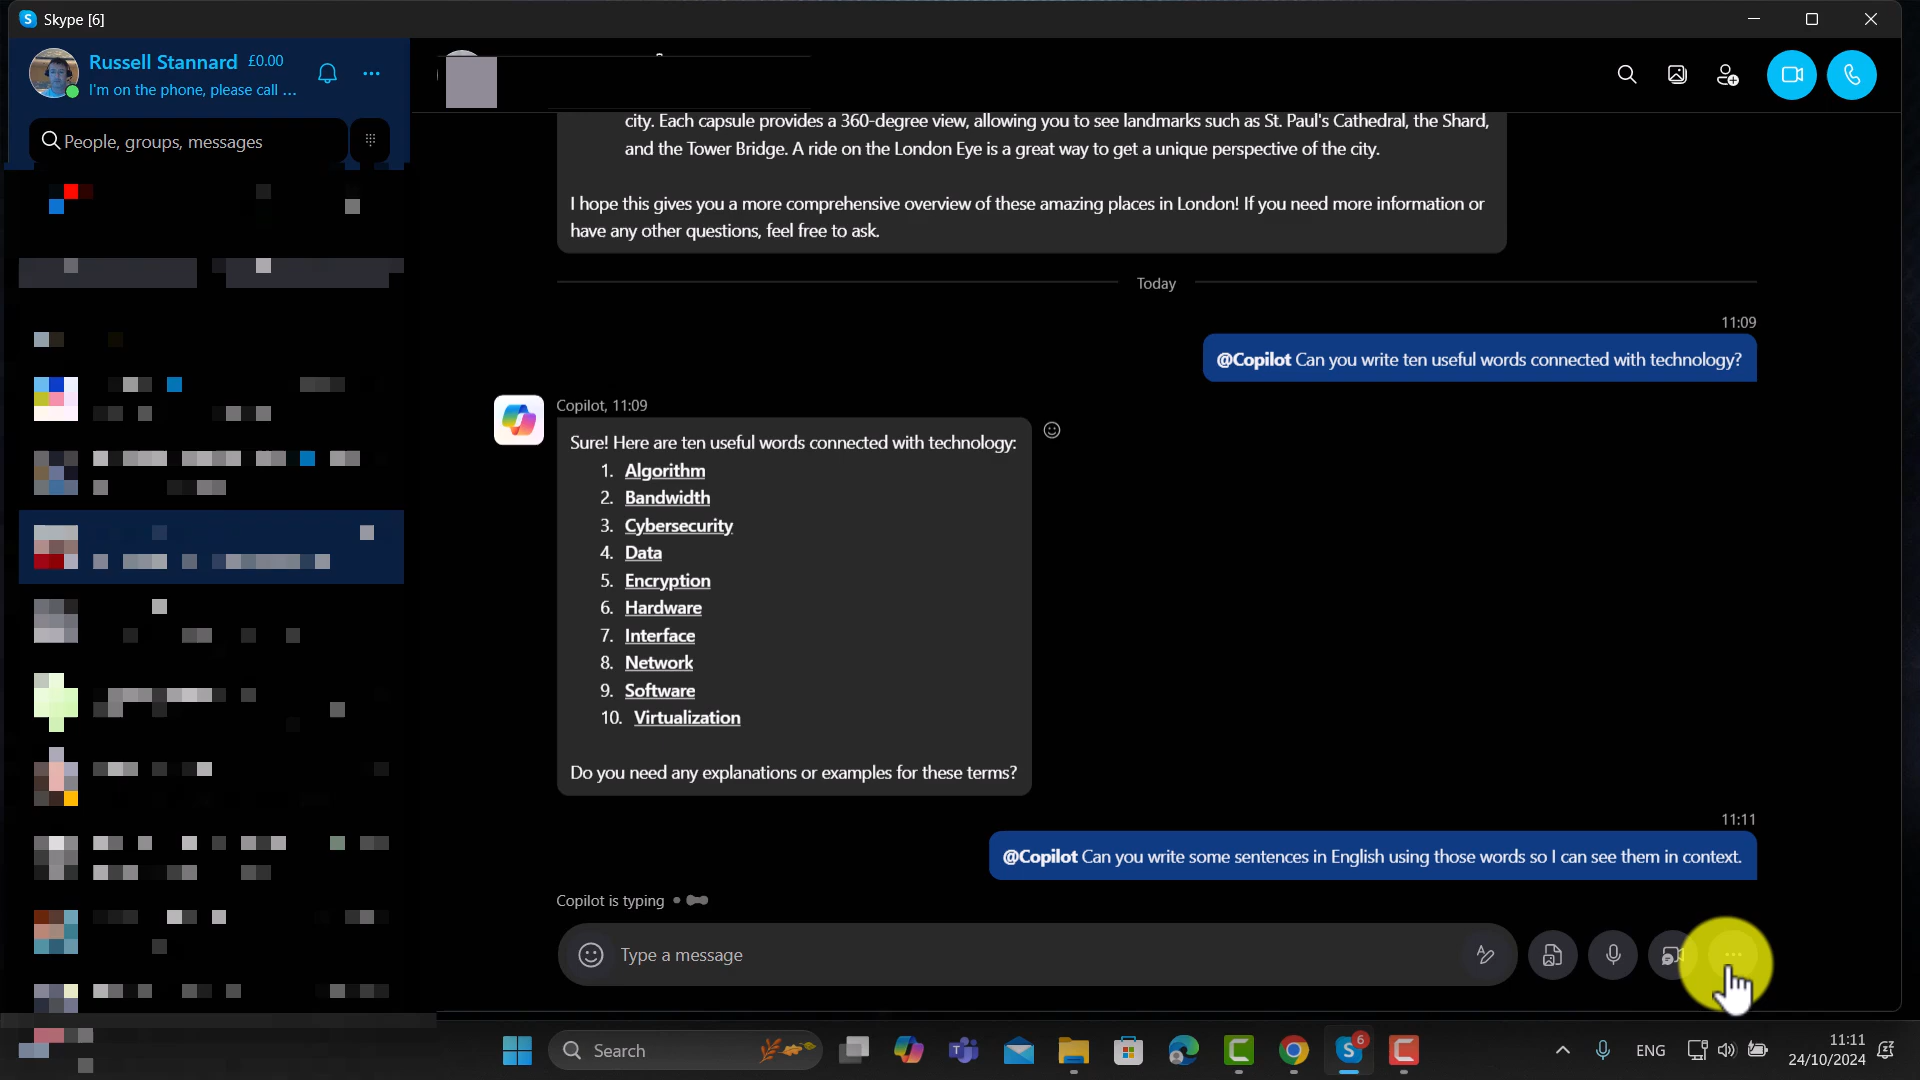 Skype [6]
Russell Stannard £0.00
I'm on the phone, please call ...
People, groups, messages
city. Each capsule provides a 360-degree view, allowing you to see landmarks such as St. Paul's Cathedral, the Shard,
and the Tower Bridge. A ride on the London Eye is a great way to get a unique perspective of the city.
I hope this gives you a more comprehensive overview of these amazing places in London! If you need more information or
have any other questions, feel free to ask.
Today
11:09
@Copilot Can you write ten useful words connected with technology?
Copilot, 11:09
Sure! Here are ten useful words connected with technology:
1. Algorithm
2. Bandwidth
3. Cybersecurity
4. Data
5. Encryption
6. Hardware
7. Interface
8. Network
9. Software
10. Virtualization
Do you need any explanations or examples for these terms?
11:11
@Copilot Can you write some sentences in English using those words so I can see them in context.
Copilot is typing
Type a message
Search
6
ENG
11:11
24/10/2024